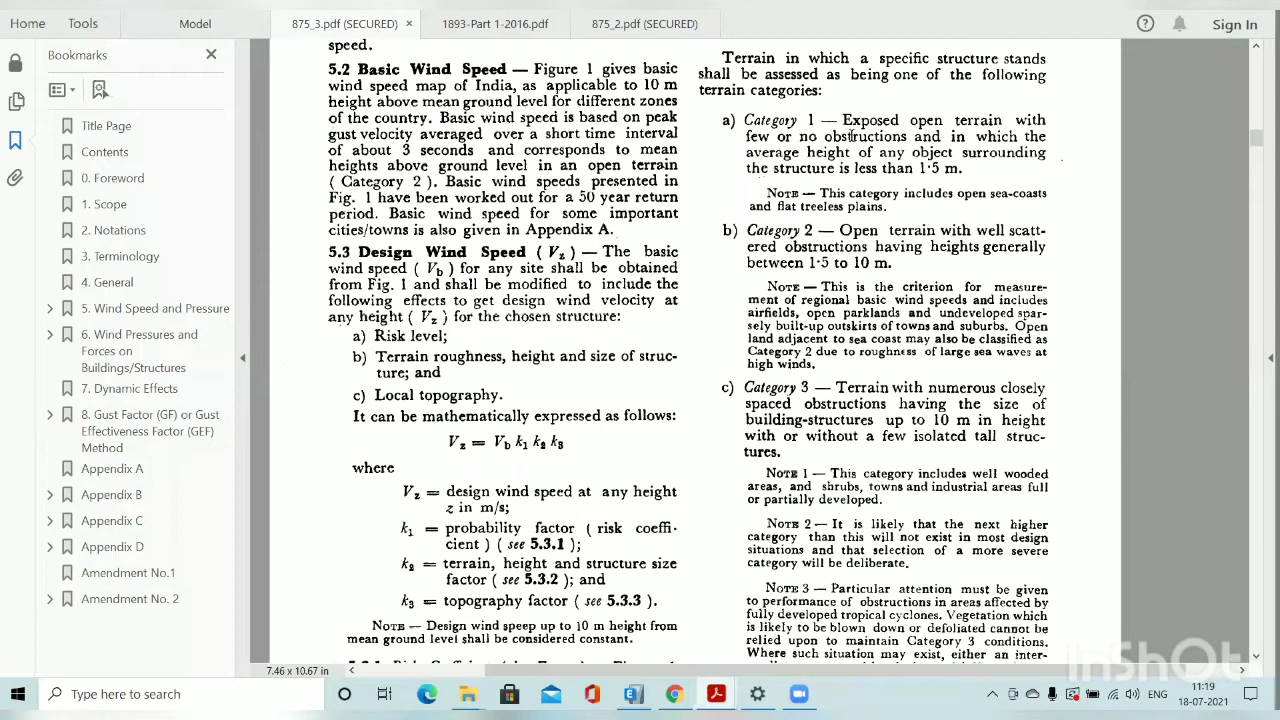 Home Tools Model 875_3.pdf (SECURED) × 1893-Part 1-2016.pdf 875_2.pdf (SECURED) Sign In
Bookmarks
Title Page
Contents
0. Foreword
1. Scope
2. Notations
3. Terminology
4. General
5. Wind Speed and Pressure
6. Wind Pressures and
Forces on
Buildings/Structures
7. Dynamic Effects
8. Gust Factor (GF) or Gust
Effectiveness Factor (GEF)
Method
Appendix A
Appendix B
Appendix C
Appendix D
Amendment No.1
Amendment No. 2
speed.
5.2 Basic Wind Speed — Figure 1 gives basic
wind speed map of India, as applicable to 10 m
height above mean ground level for different zones
of the country. Basic wind speed is based on peak
gust velocity averaged over a short time interval
of about 3 seconds and corresponds to mean
heights above ground level in an open terrain
( Category 2 ). Basic wind speeds presented in
Fig. 1 have been worked out for a 50 year return
period. Basic wind speed for some important
cities/towns is also given in Appendix A.
5.3 Design Wind Speed ( Vz ) — The basic
wind speed ( Vb ) for any site shall be obtained
from Fig. 1 and shall be modified to include the
following effects to get design wind velocity at
any height ( Vz ) for the chosen structure:
a) Risk level;
b) Terrain roughness, height and size of struc-
ture; and
c) Local topography.
It can be mathematically expressed as follows:
Vz = Vb k1 k2 k3
where
Vz = design wind speed at any height
z in m/s;
k1 = probability factor ( risk coeffi-
cient ) ( see 5.3.1 );
k2 = terrain, height and structure size
factor ( see 5.3.2 ); and
k3 = topography factor ( see 5.3.3 ).
NOTE — Design wind speep up to 10 m height from
mean ground level shall be considered constant.
Terrain in which a specific structure stands
shall be assessed as being one of the following
terrain categories:
a) Category 1 — Exposed open terrain with
few or no obstructions and in which the
average height of any object surrounding
the structure is less than 1·5 m.
NOTE — This category includes open sea-coasts
and flat treeless plains.
b) Category 2 — Open terrain with well scatt-
ered obstructions having heights generally
between 1·5 to 10 m.
NOTE — This is the criterion for measure-
ment of regional basic wind speeds and includes
airfields, open parklands and undeveloped spar-
sely built-up outskirts of towns and suburbs. Open
land adjacent to sea coast may also be classified as
Category 2 due to roughness of large sea waves at
high winds.
c) Category 3 — Terrain with numerous closely
spaced obstructions having the size of
building-structures up to 10 m in height
with or without a few isolated tall struc-
tures.
NOTE 1 — This category includes well wooded
areas, and shrubs, towns and industrial areas full
or partially developed.
NOTE 2 — It is likely that the next higher
category than this will not exist in most design
situations and that selection of a more severe
category will be deliberate.
NOTE 3 — Particular attention must be given
to performance of obstructions in areas affected by
fully developed tropical cyclones. Vegetation which
is likely to be blown down or defoliated cannot be
relied upon to maintain Category 3 conditions.
Where such situation may exist, either an inter-
7.46 x 10.67 in
InShOt
Type here to search
ENG
11:19
18-07-2021